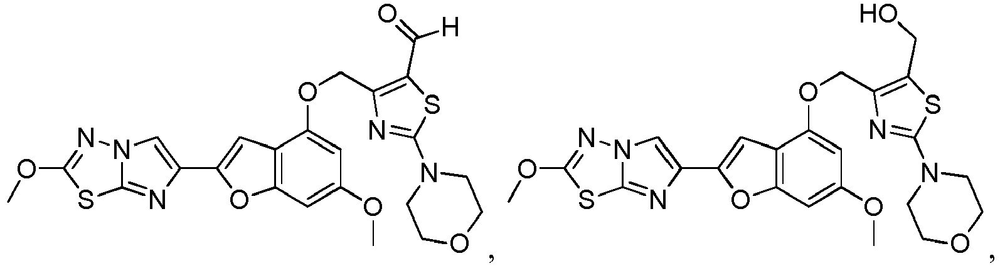 O H HO
O O
S S
N N N N
N N N N
O N O N
S N O O S N O O
O , O ,